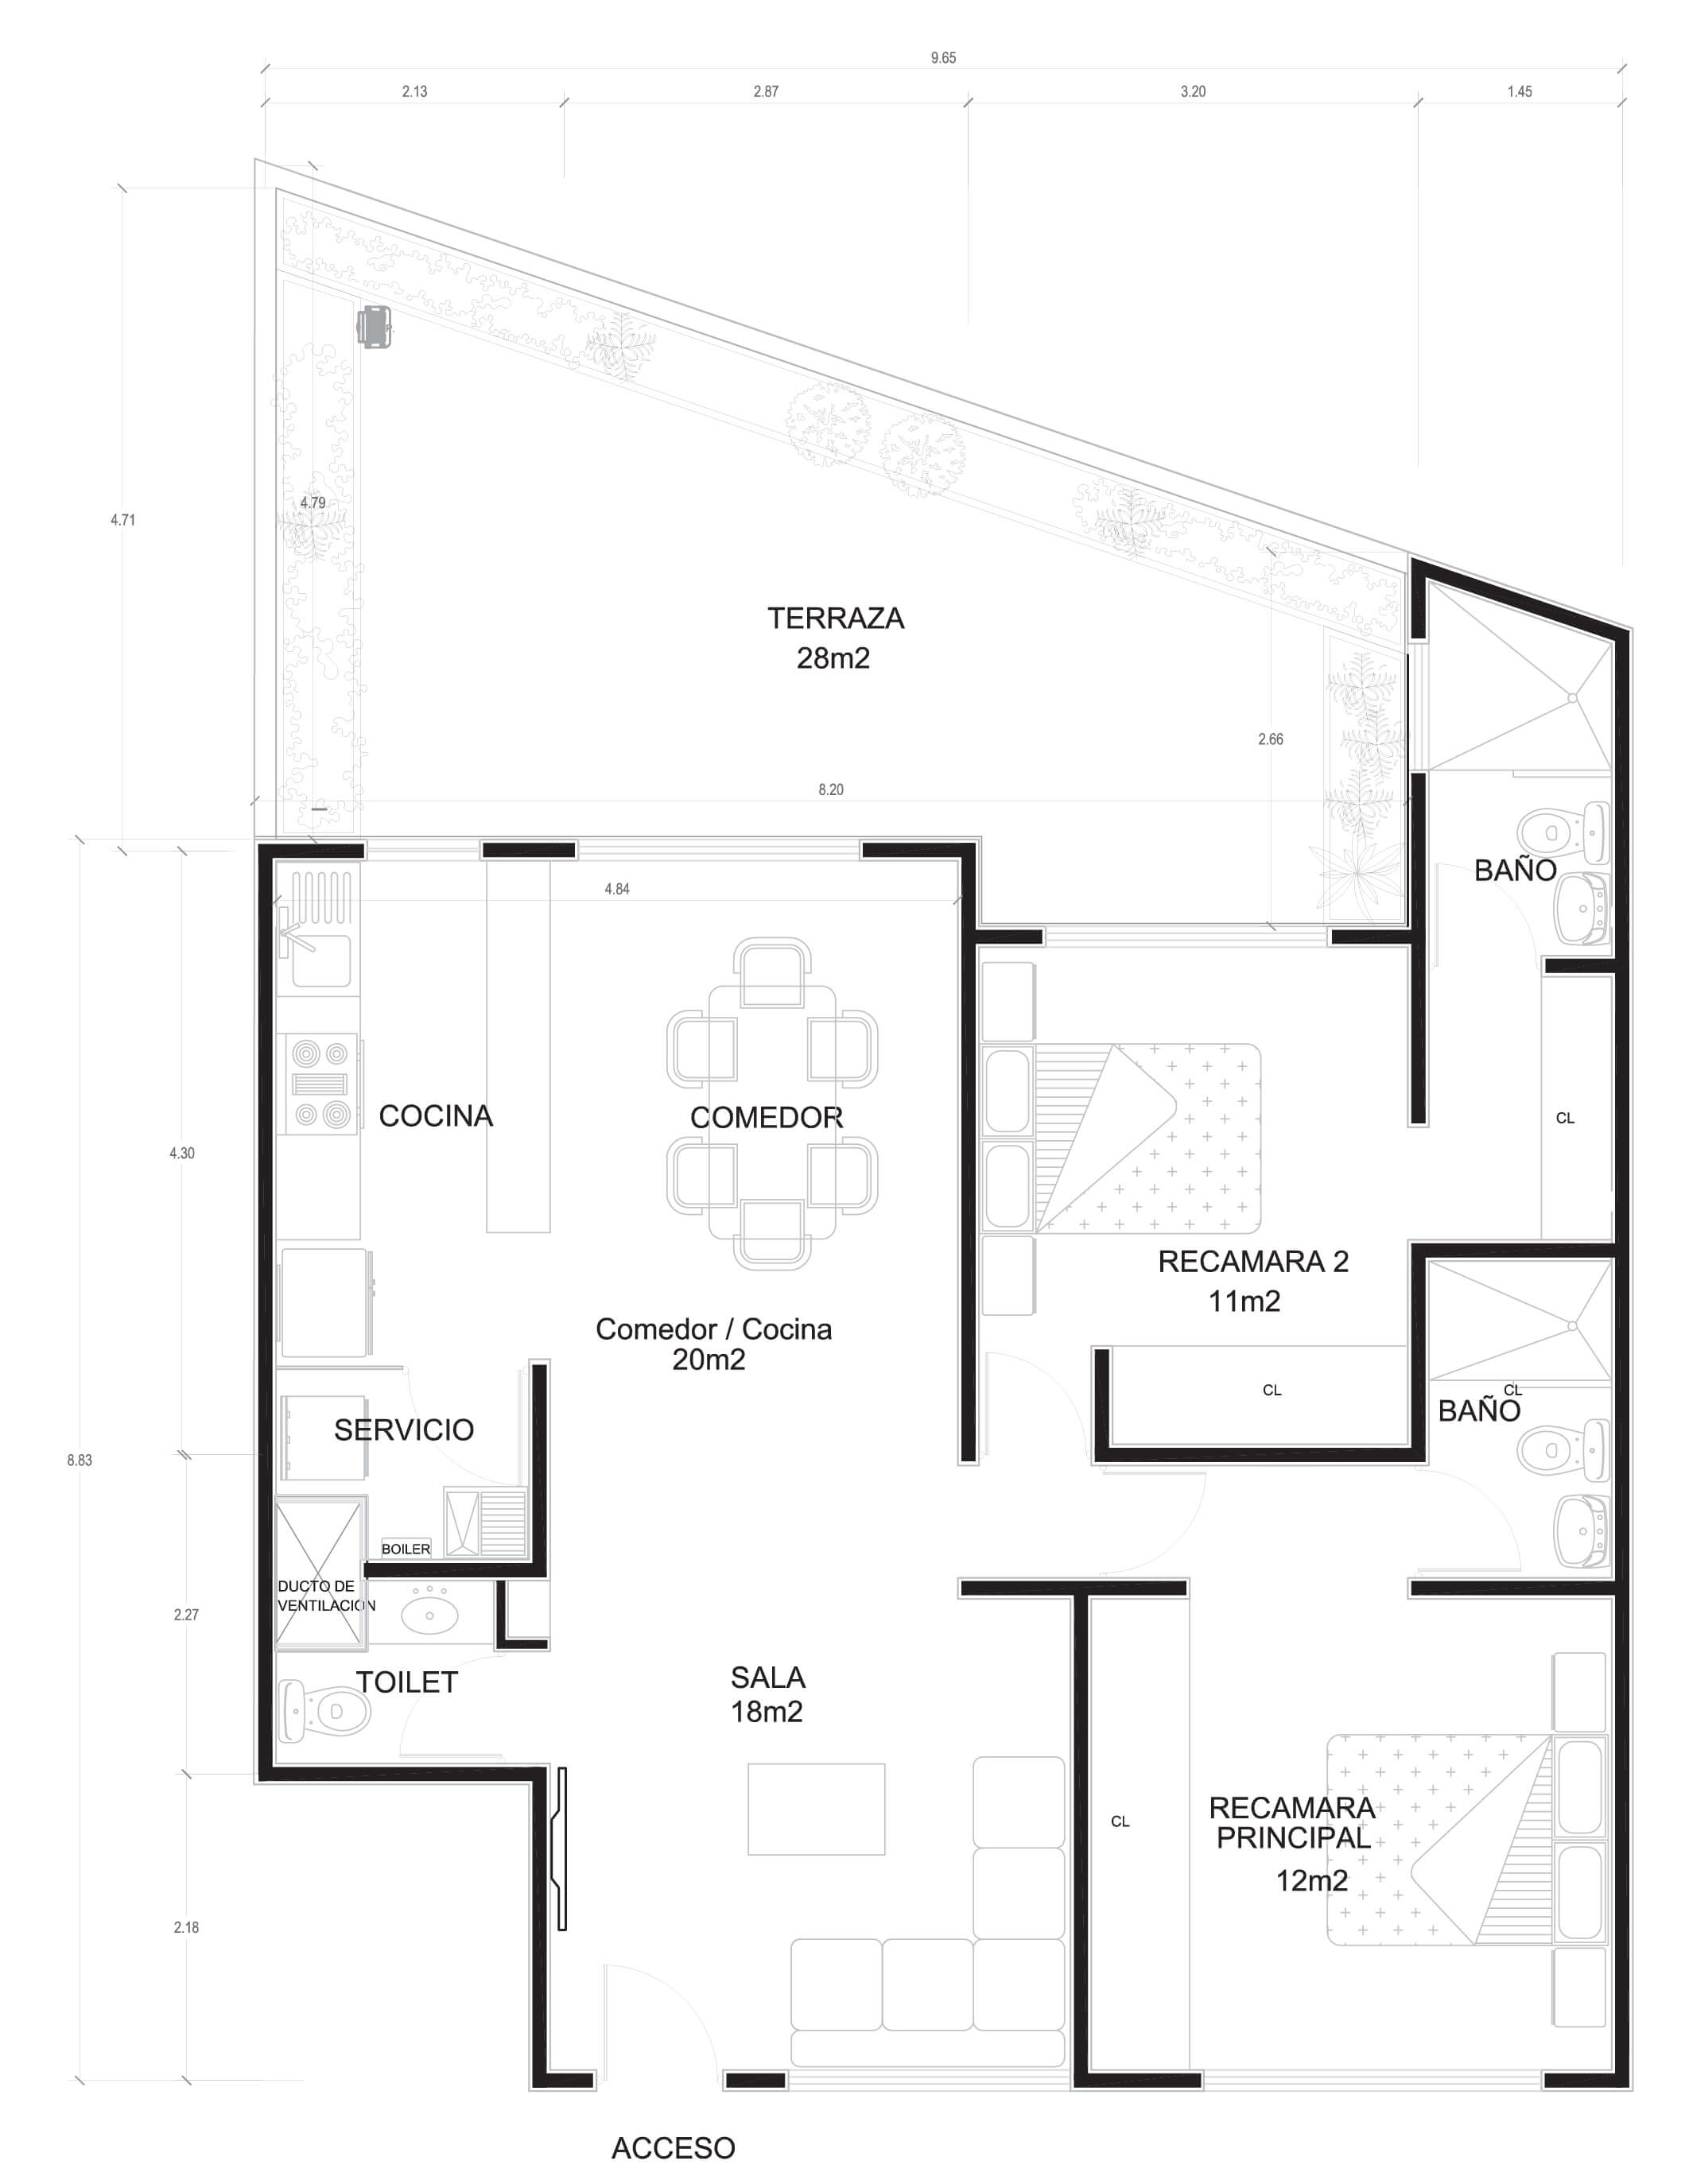 9.65
2.13
2.87
3.20
1.45
4.79
4.71
TERRAZA
28m2
2.66
8.20
BAÑO
4.84
COCINA
COMEDOR
CL
4.30
RECAMARA 2
11m2
Comedor / Cocina
20m2
CL
CL
BAÑO
SERVICIO
8.83
BOILER
DUCTO DE
VENTILACIÓN
2.27
TOILET
SALA
18m2
RECAMARA
PRINCIPAL
12m2
CL
2.18
ACCESO